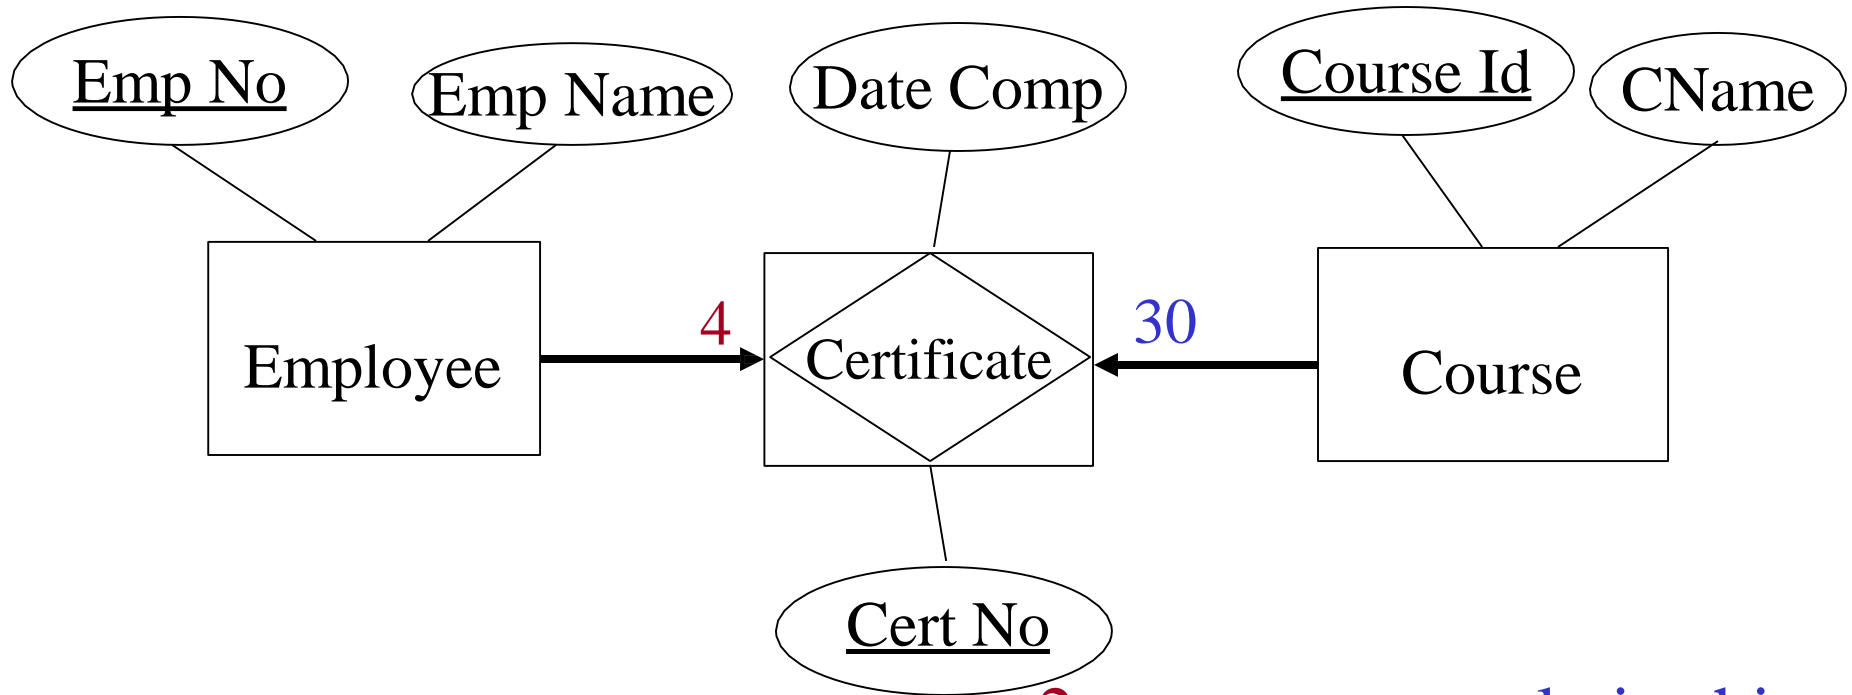 Emp No
Emp Name
Date Comp
Course Id
CName
4
30
Employee
Certificate
Course
Cert No